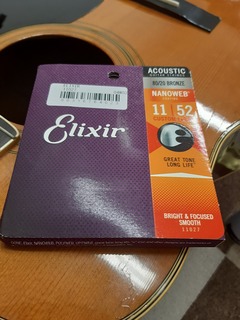 ACOUSTIC
80/20 BRONZE
NANOWEB
11 52
Elixir
GREAT TONE
LONG LIFE
BRIGHT & FOCUSED
SMOOTH
11027